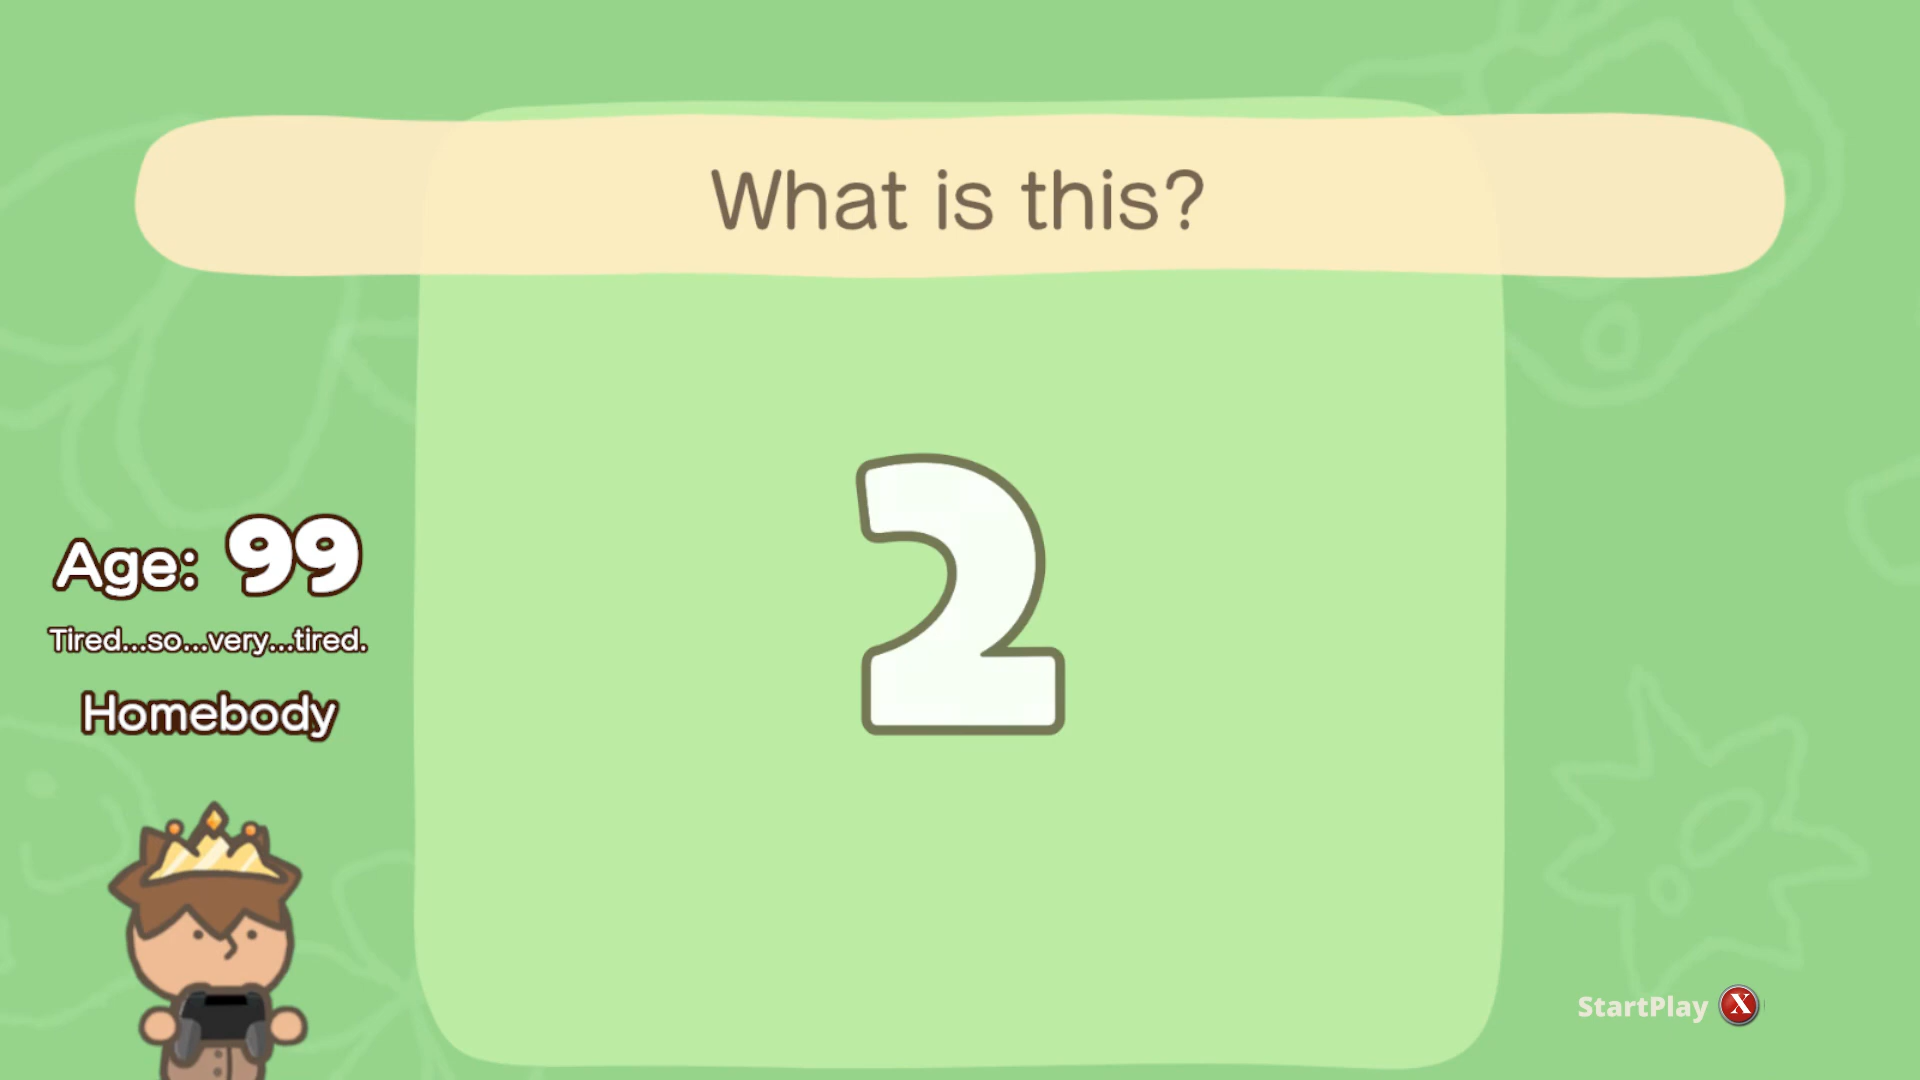 What is this?
2
Age: 99
Tired...so...very...tired.
Homebody
StartPlay X